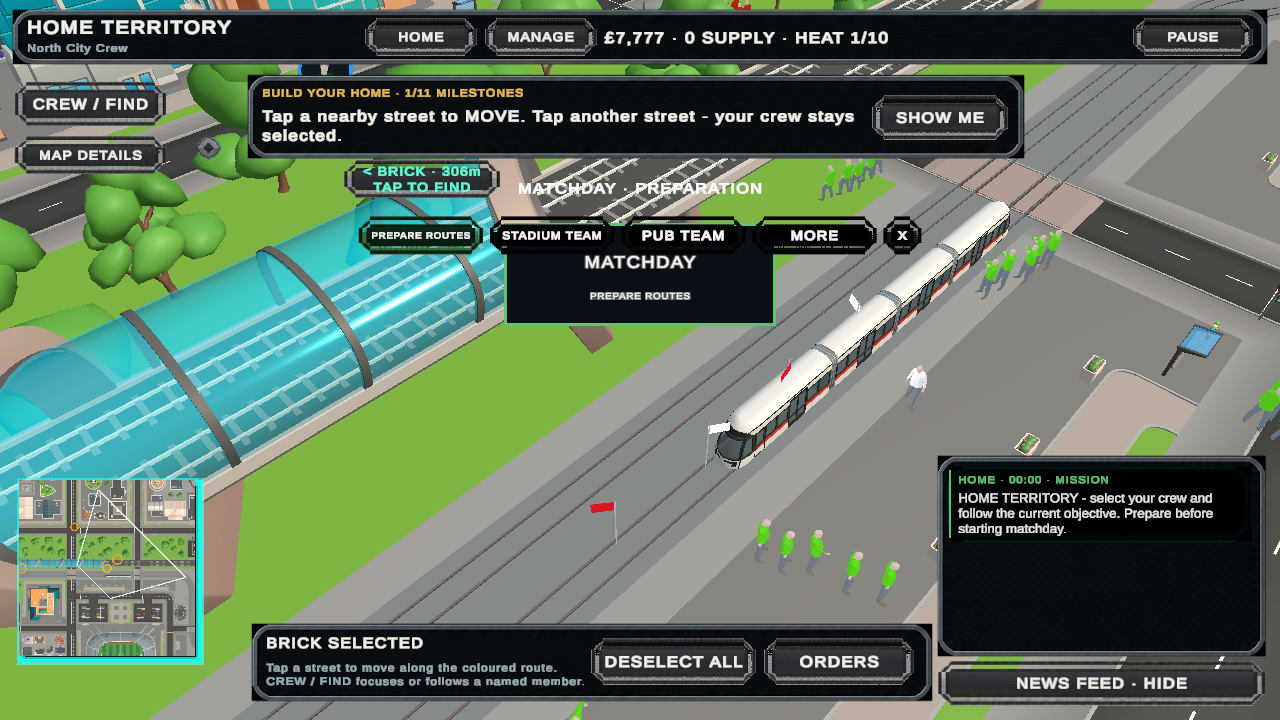 HOME TERRITORY
North City Crew
HOME
MANAGE
£7,777 · 0 SUPPLY · HEAT 1/10
PAUSE
CREW / FIND
MAP DETAILS
BUILD YOUR HOME · 1/11 MILESTONES
Tap a nearby street to MOVE. Tap another street - your crew stays
selected.
SHOW ME
< BRICK · 306m
TAP TO FIND
MATCHDAY · PREPARATION
PREPARE ROUTES
STADIUM TEAM
PUB TEAM
MORE
X
MATCHDAY
PREPARE ROUTES
HOME · 00:00 · MISSION
HOME TERRITORY - select your crew and
follow the current objective. Prepare before
starting matchday.
BRICK SELECTED
Tap a street to move along the coloured route.
CREW / FIND focuses or follows a named member.
DESELECT ALL
ORDERS
NEWS FEED · HIDE